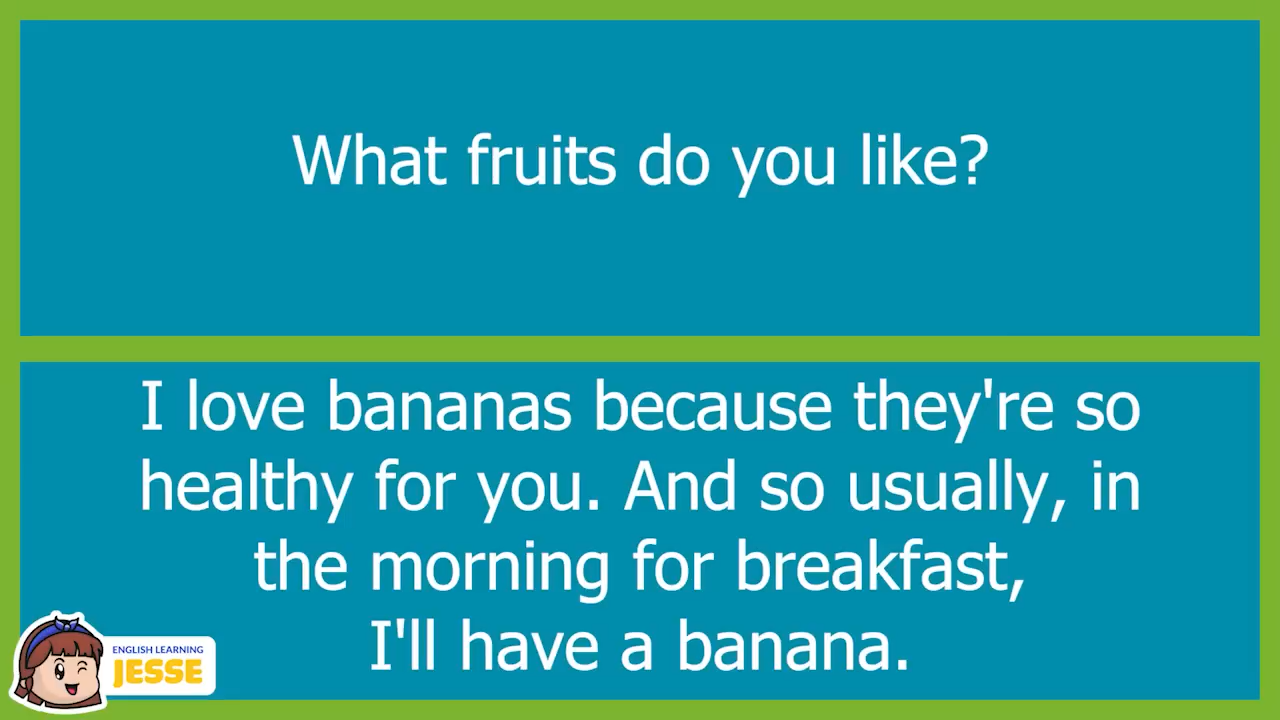 What fruits do you like?
I love bananas because they're so
healthy for you. And so usually, in
the morning for breakfast,
I'll have a banana.
ENGLISH LEARNING
JESSE